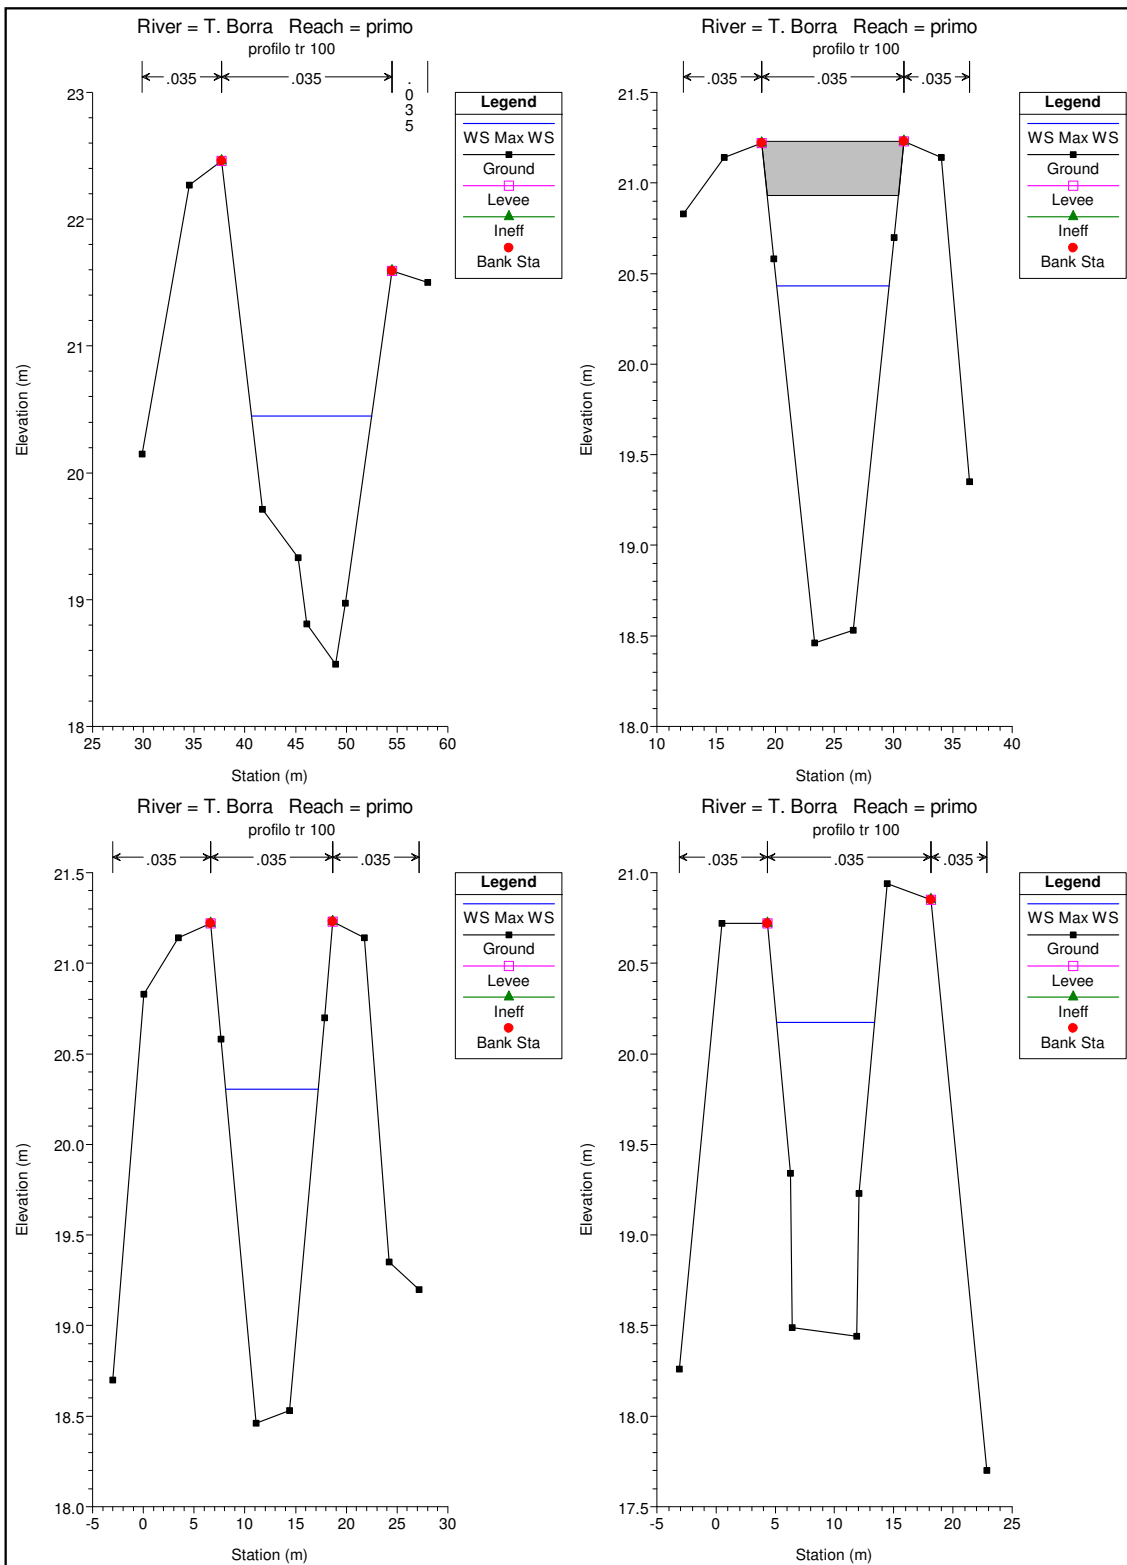 River = T. Borra Reach = primo
profilo tr 100
.035 .035 .035
23
22
21
20
19
18
Elevation (m)
25 30 35 40 45 50 55 60
Station (m)
Legend
WS Max WS
Ground
Levee
Ineff
Bank Sta
River = T. Borra Reach = primo
profilo tr 100
.035 .035 .035
21.5
21.0
20.5
20.0
19.5
19.0
18.5
18.0
Elevation (m)
10 15 20 25 30 35 40
Station (m)
Legend
WS Max WS
Ground
Levee
Ineff
Bank Sta
River = T. Borra Reach = primo
profilo tr 100
.035 .035 .035
21.5
21.0
20.5
20.0
19.5
19.0
18.5
18.0
Elevation (m)
-5 0 5 10 15 20 25 30
Station (m)
Legend
WS Max WS
Ground
Levee
Ineff
Bank Sta
River = T. Borra Reach = primo
profilo tr 100
.035 .035 .035
21.0
20.5
20.0
19.5
19.0
18.5
18.0
17.5
Elevation (m)
-5 0 5 10 15 20 25
Station (m)
Legend
WS Max WS
Ground
Levee
Ineff
Bank Sta